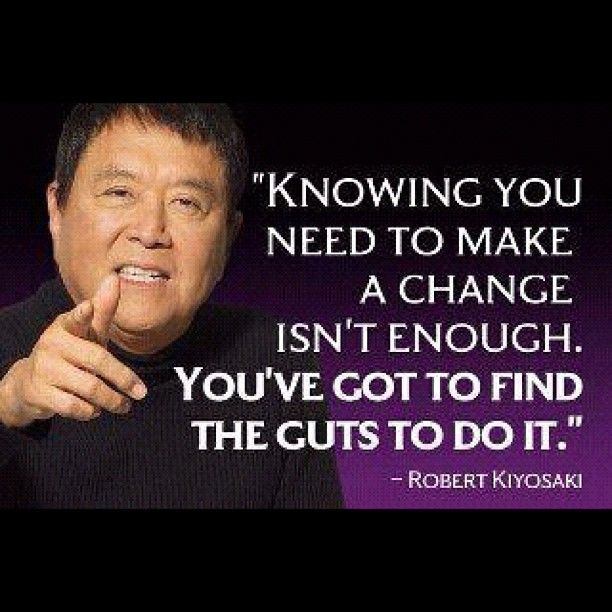 "KNOWING YOU
NEED TO MAKE
A CHANGE
ISN'T ENOUGH.
YOU'VE GOT TO FIND
THE GUTS TO DO IT."
– ROBERT KIYOSAKI